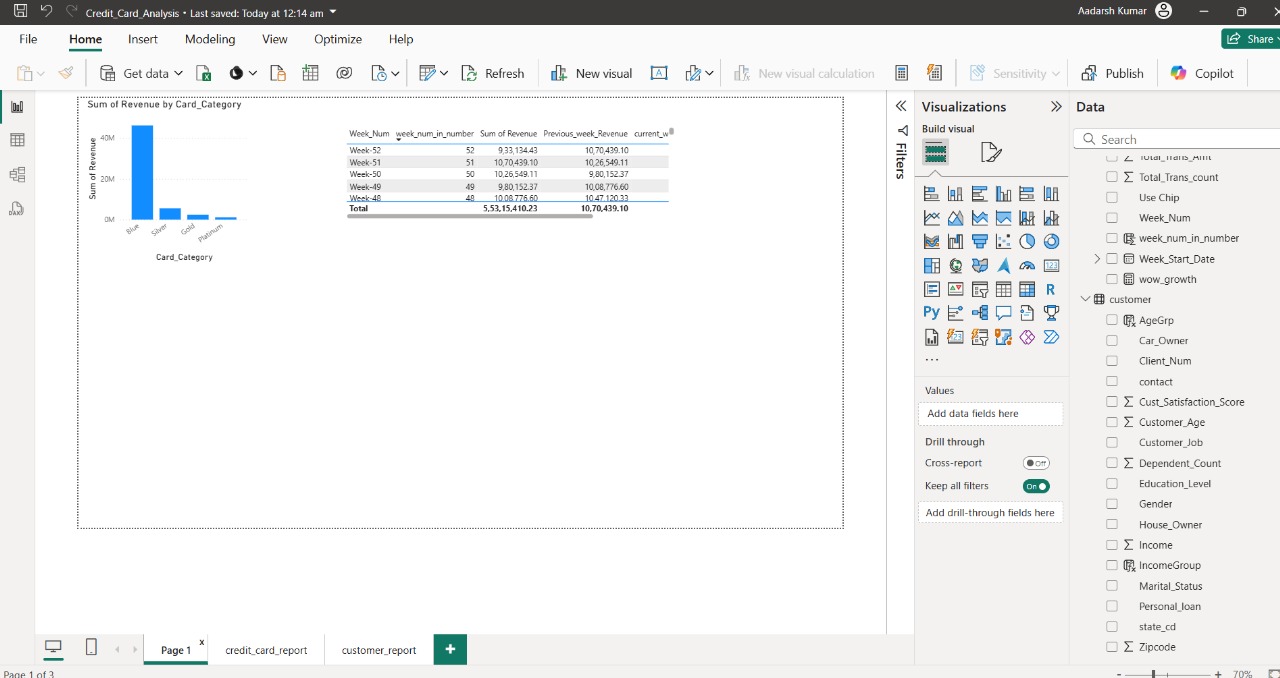 Credit_Card_Analysis • Last saved: Today at 12:14 am
Aadarsh Kumar
File Home Insert Modeling View Optimize Help
Share
Get data
Refresh
New visual
New visual calculation
Sensitivity
Publish
Copilot
Sum of Revenue by Card_Category
40M
20M
0M
Sum of Revenue
Blue
Silver
Gold
Platinum
Card_Category
Week_Num week_num_in_number Sum of Revenue Previous_week_Revenue current_w
Week-52 52 9,33,134.43 10,70,439.10
Week-51 51 10,70,439.10 10,26,549.11
Week-50 50 10,26,549.11 9,80,152.37
Week-49 49 9,80,152.37 10,08,776.60
Week-48 48 10,08,776.60 10,47,120.33
Total 5,53,15,410.23 10,70,439.10
Filters
Visualizations
Build visual
123
R
Py
123
...
Values
Add data fields here
Drill through
Cross-report
Off
Keep all filters
On
Add drill-through fields here
Data
Search
Total_Trans_Amt
Total_Trans_count
Use Chip
Week_Num
week_num_in_number
Week_Start_Date
wow_growth
customer
AgeGrp
Car_Owner
Client_Num
contact
Cust_Satisfaction_Score
Customer_Age
Customer_Job
Dependent_Count
Education_Level
Gender
House_Owner
Income
IncomeGroup
Marital_Status
Personal_loan
state_cd
Zipcode
Page 1 x
credit_card_report
customer_report
+
Page 1 of 3
- + 70%